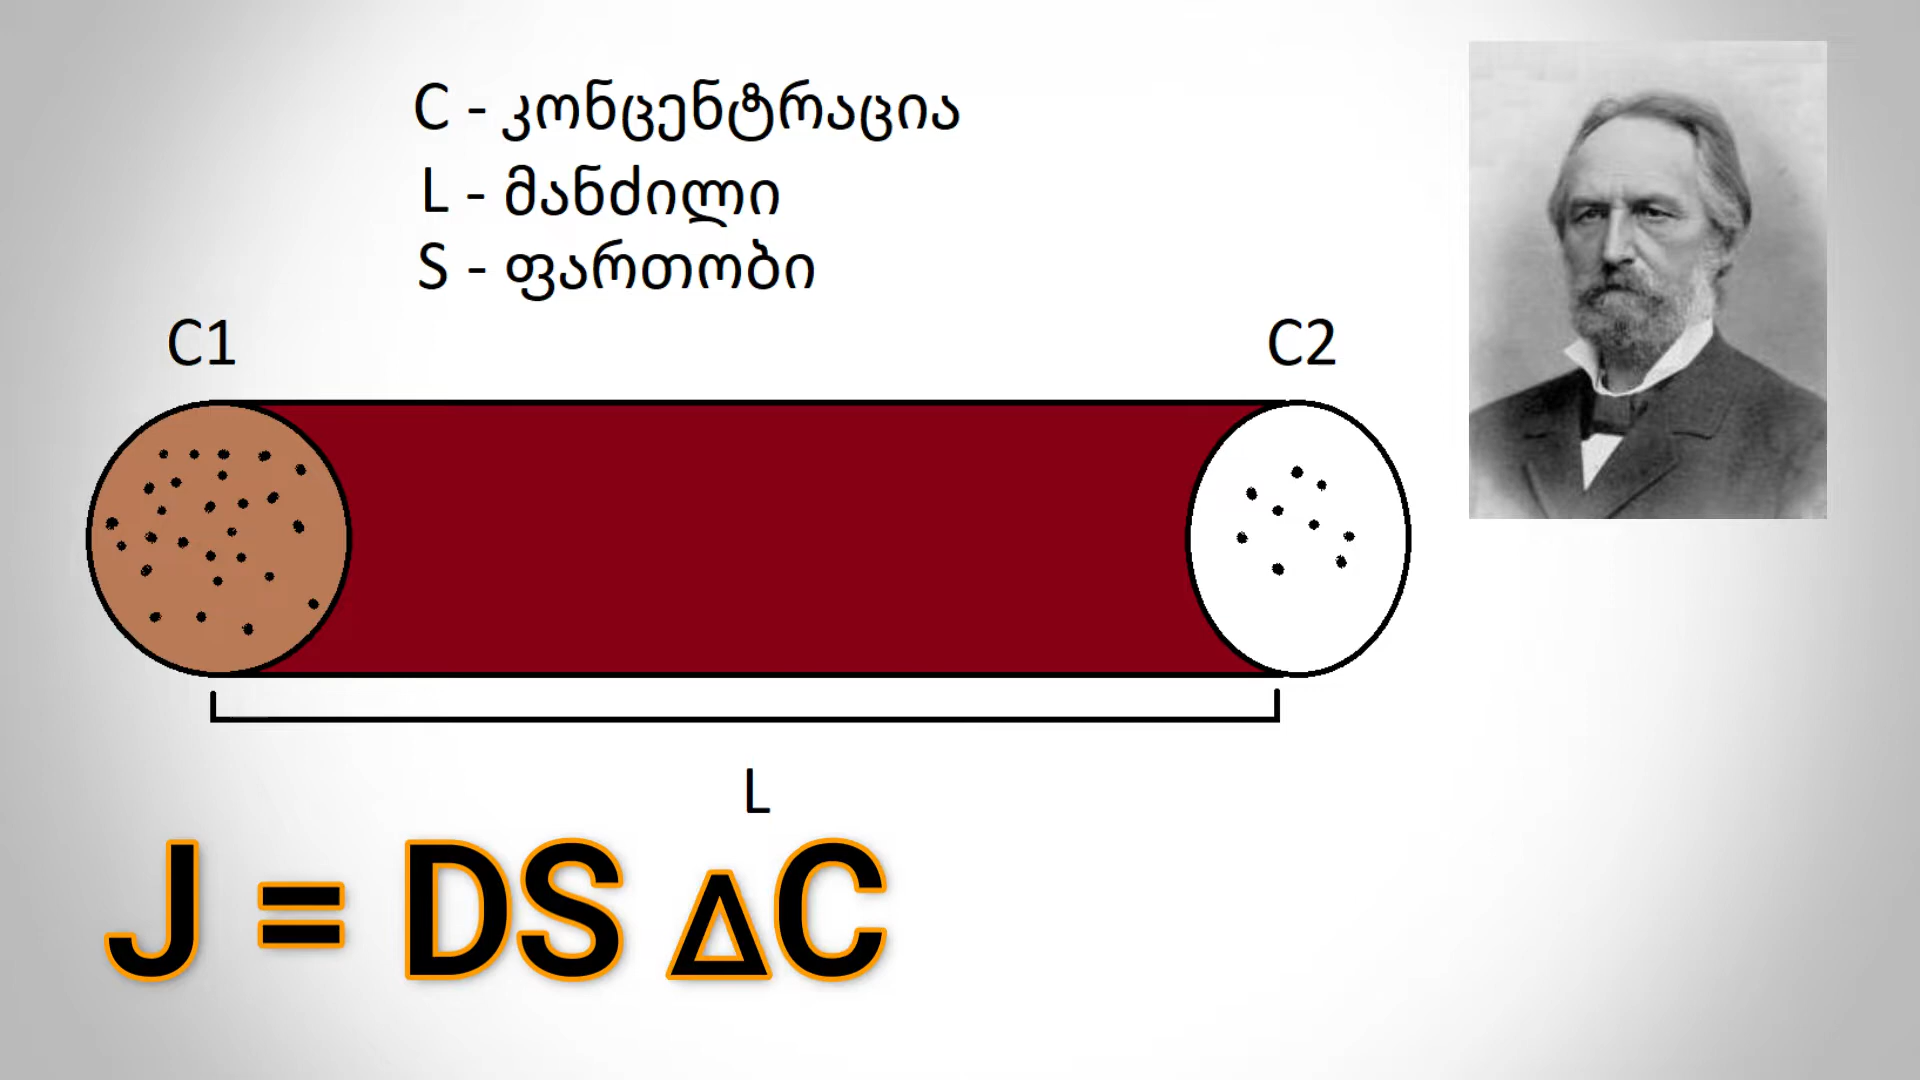 C - კონცენტრაცია
L - მანძილი
S - ფართობი
C1
C2
L
J = DS ΔC